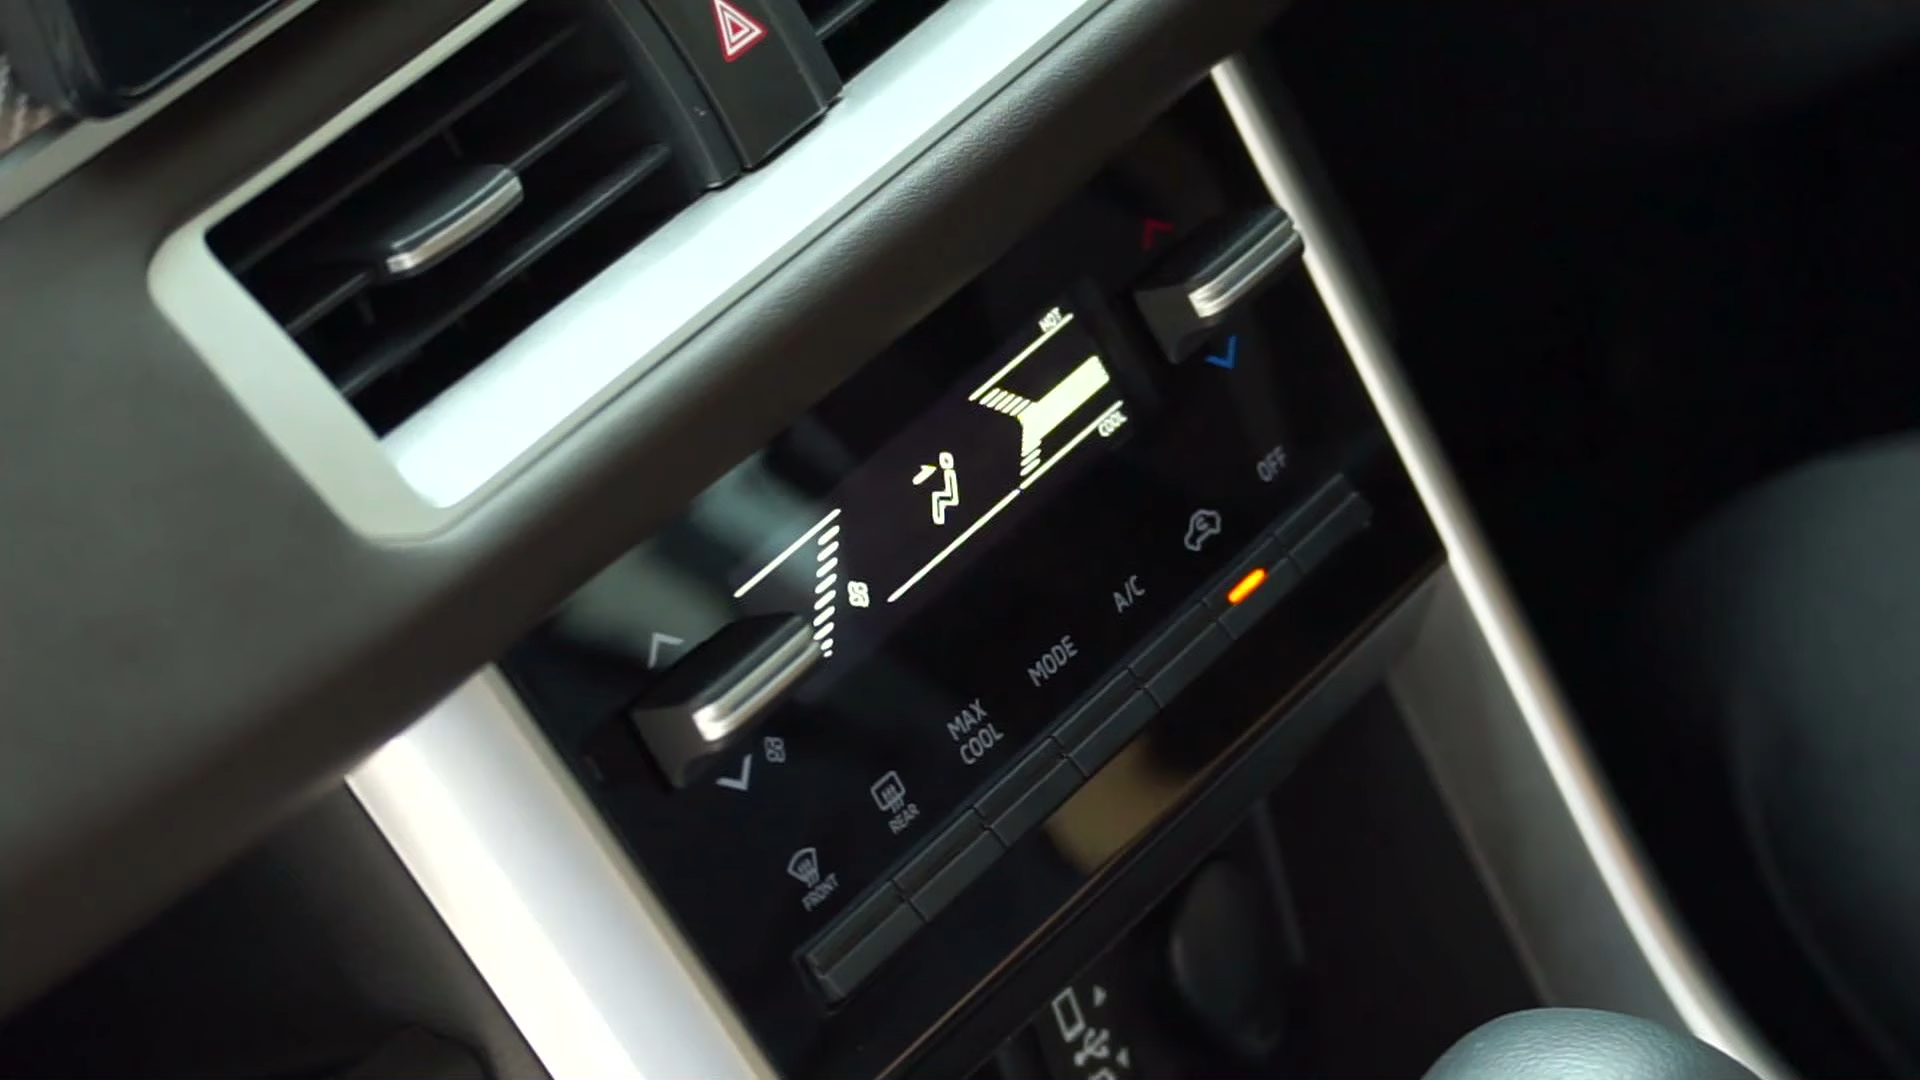 HOT
COOL
OFF
A/C
MODE
MAX
COOL
REAR
FRONT